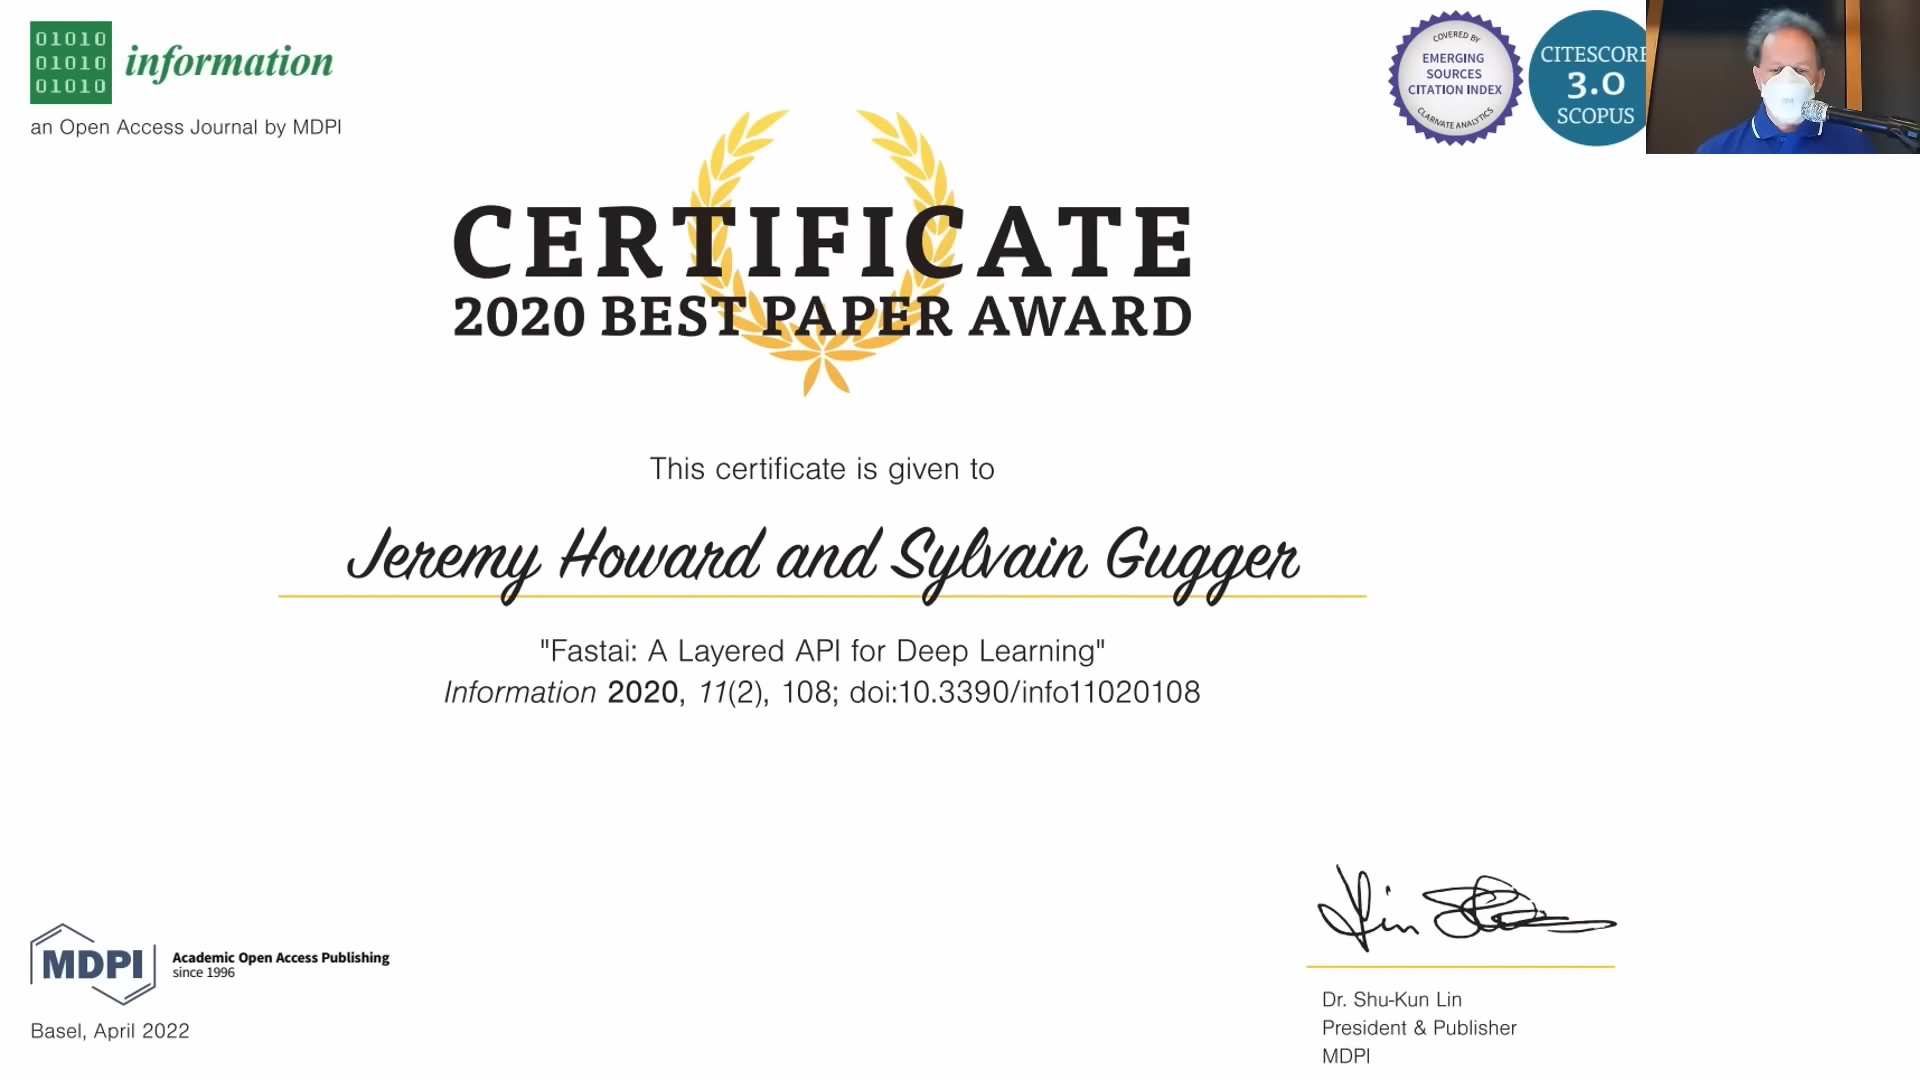 01010
01010
01010
information
an Open Access Journal by MDPI
COVERED BY
EMERGING
SOURCES
CITATION INDEX
CLARIVATE ANALYTICS
CITESCORE
3.0
SCOPUS
CERTIFICATE
2020 BEST PAPER AWARD
This certificate is given to
Jeremy Howard and Sylvain Gugger
"Fastai: A Layered API for Deep Learning"
Information 2020, 11(2), 108; doi:10.3390/info11020108
MDPI
Academic Open Access Publishing
since 1996
Basel, April 2022
Dr. Shu-Kun Lin
President & Publisher
MDPI